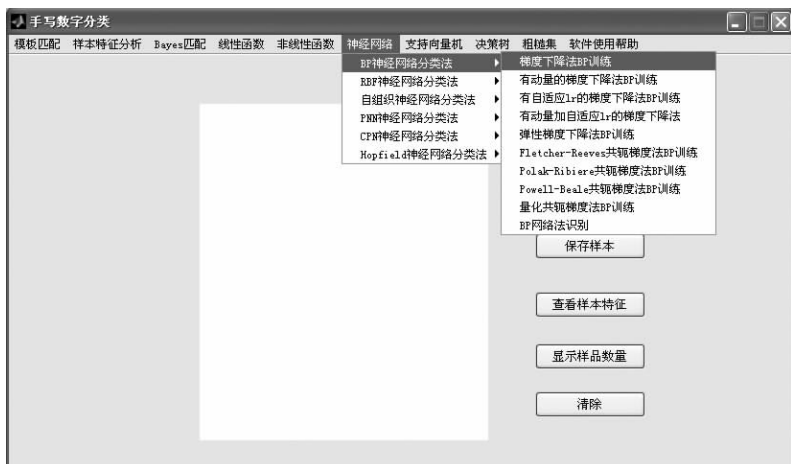 手写数字分类
模板匹配 样本特征分析 Bayes匹配 线性函数 非线性函数 神经网络 支持向量机 决策树 粗糙集 软件使用帮助
BP神经网络分类法
RBF神经网络分类法
自组织神经网络分类法
PNN神经网络分类法
CPN神经网络分类法
Hopfield神经网络分类法
梯度下降法BP训练
有动量的梯度下降法BP训练
有自适应lr的梯度下降法BP训练
有动量加自适应lr的梯度下降法
弹性梯度下降法BP训练
Fletcher-Reeves共轭梯度法BP训练
Polak-Ribiere共轭梯度法BP训练
Powell-Beale共轭梯度法BP训练
量化共轭梯度法BP训练
BP网络法识别
保存样本
查看样本特征
显示样品数量
清除